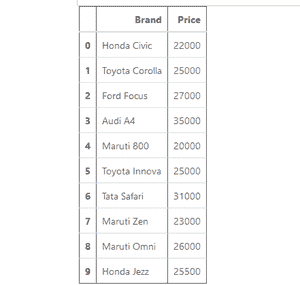 Brand Price
0 Honda Civic 22000
1 Toyota Corolla 25000
2 Ford Focus 27000
3 Audi A4 35000
4 Maruti 800 20000
5 Toyota Innova 25000
6 Tata Safari 31000
7 Maruti Zen 23000
8 Maruti Omni 26000
9 Honda Jezz 25500